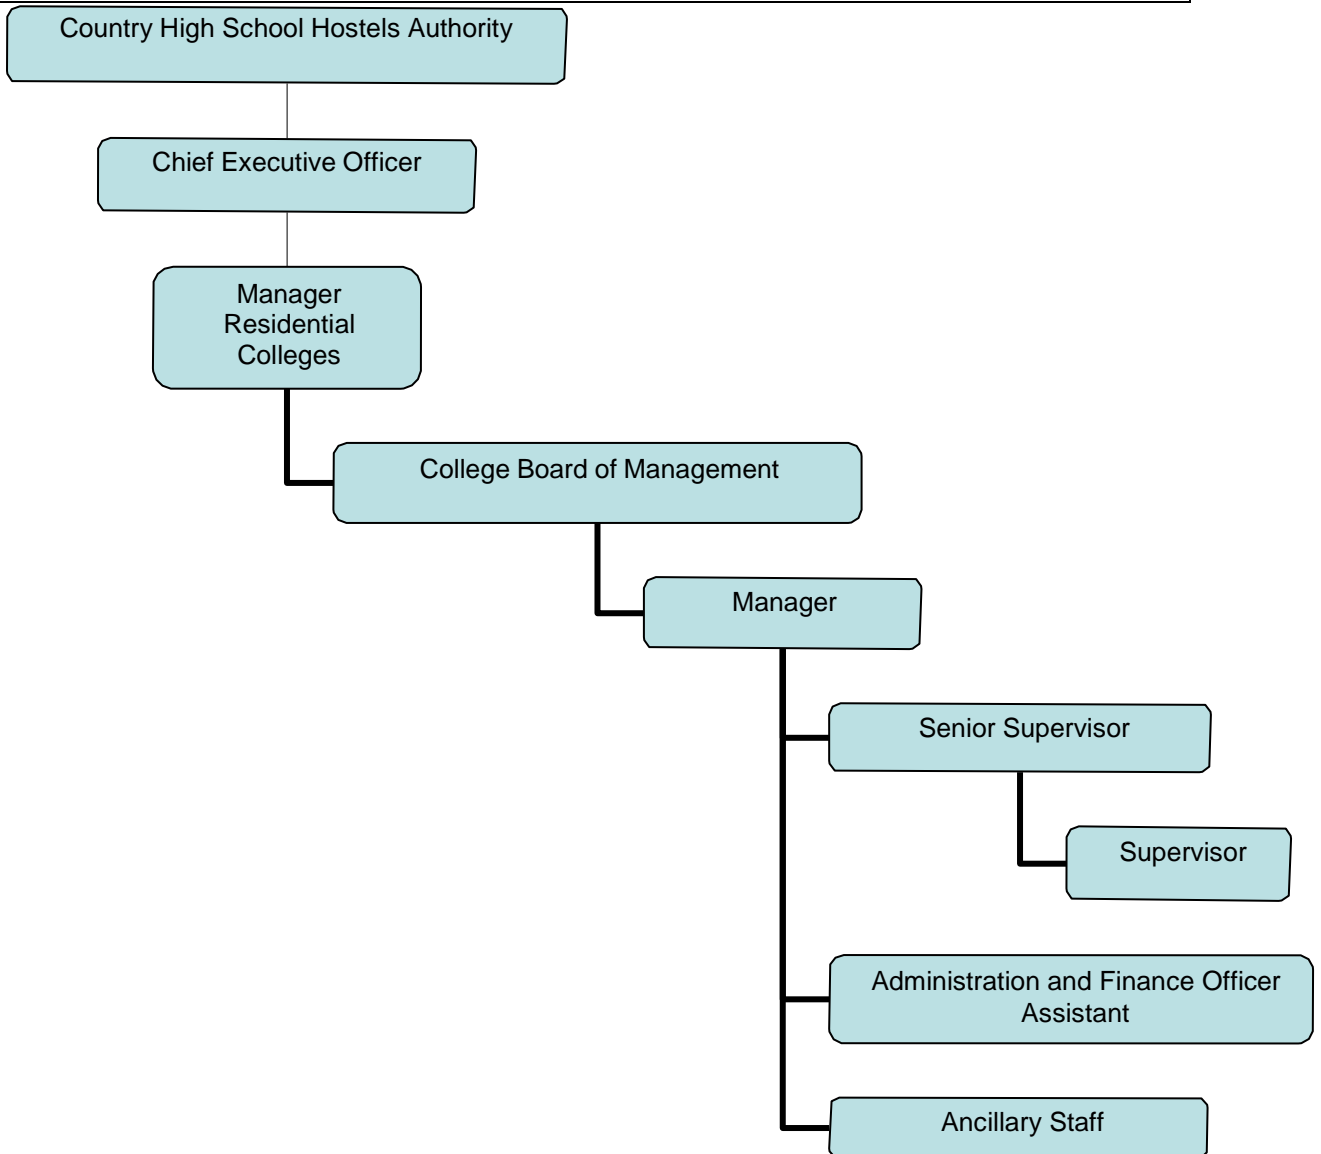 Country High School Hostels Authority
Chief Executive Officer
Manager
Residential
Colleges
College Board of Management
Manager
Senior Supervisor
Supervisor
Administration and Finance Officer
Assistant
Ancillary Staff